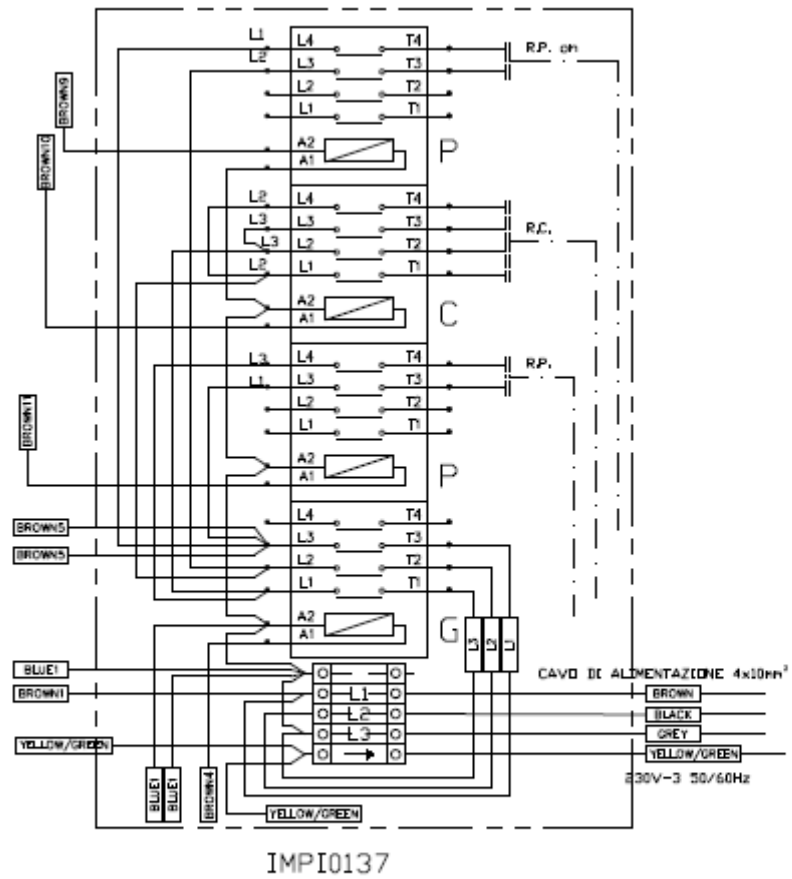 L1 L4 T4 R.P. on
L2 L3 T3
L2 T2
L1 T1
BROWN9
A2
A1
P
BROWN10
L2 L4 T4
L3 L3 T3 R.C.
L3 L2 T2
L2 L1 T1
A2
A1
C
L3 L4 T4 R.P.
L1 L3 T3
L2 T2
L1 T1
BROWN11
A2
A1
P
L4 T4
BROWN5 L3 T3
BROWN5 L2 T2
L1 T1
A2
A1
G
L3 L2 L1
BLUE1
CAVO DI ALIMENTAZIONE 4x10mm²
BROWN1 L1 BROWN
L2 BLACK
L3 GREY
YELLOW/GREEN YELLOW/GREEN
230V-3 50/60Hz
BLUE1 BLUE1 BROWN4
YELLOW/GREEN
IMPI0137